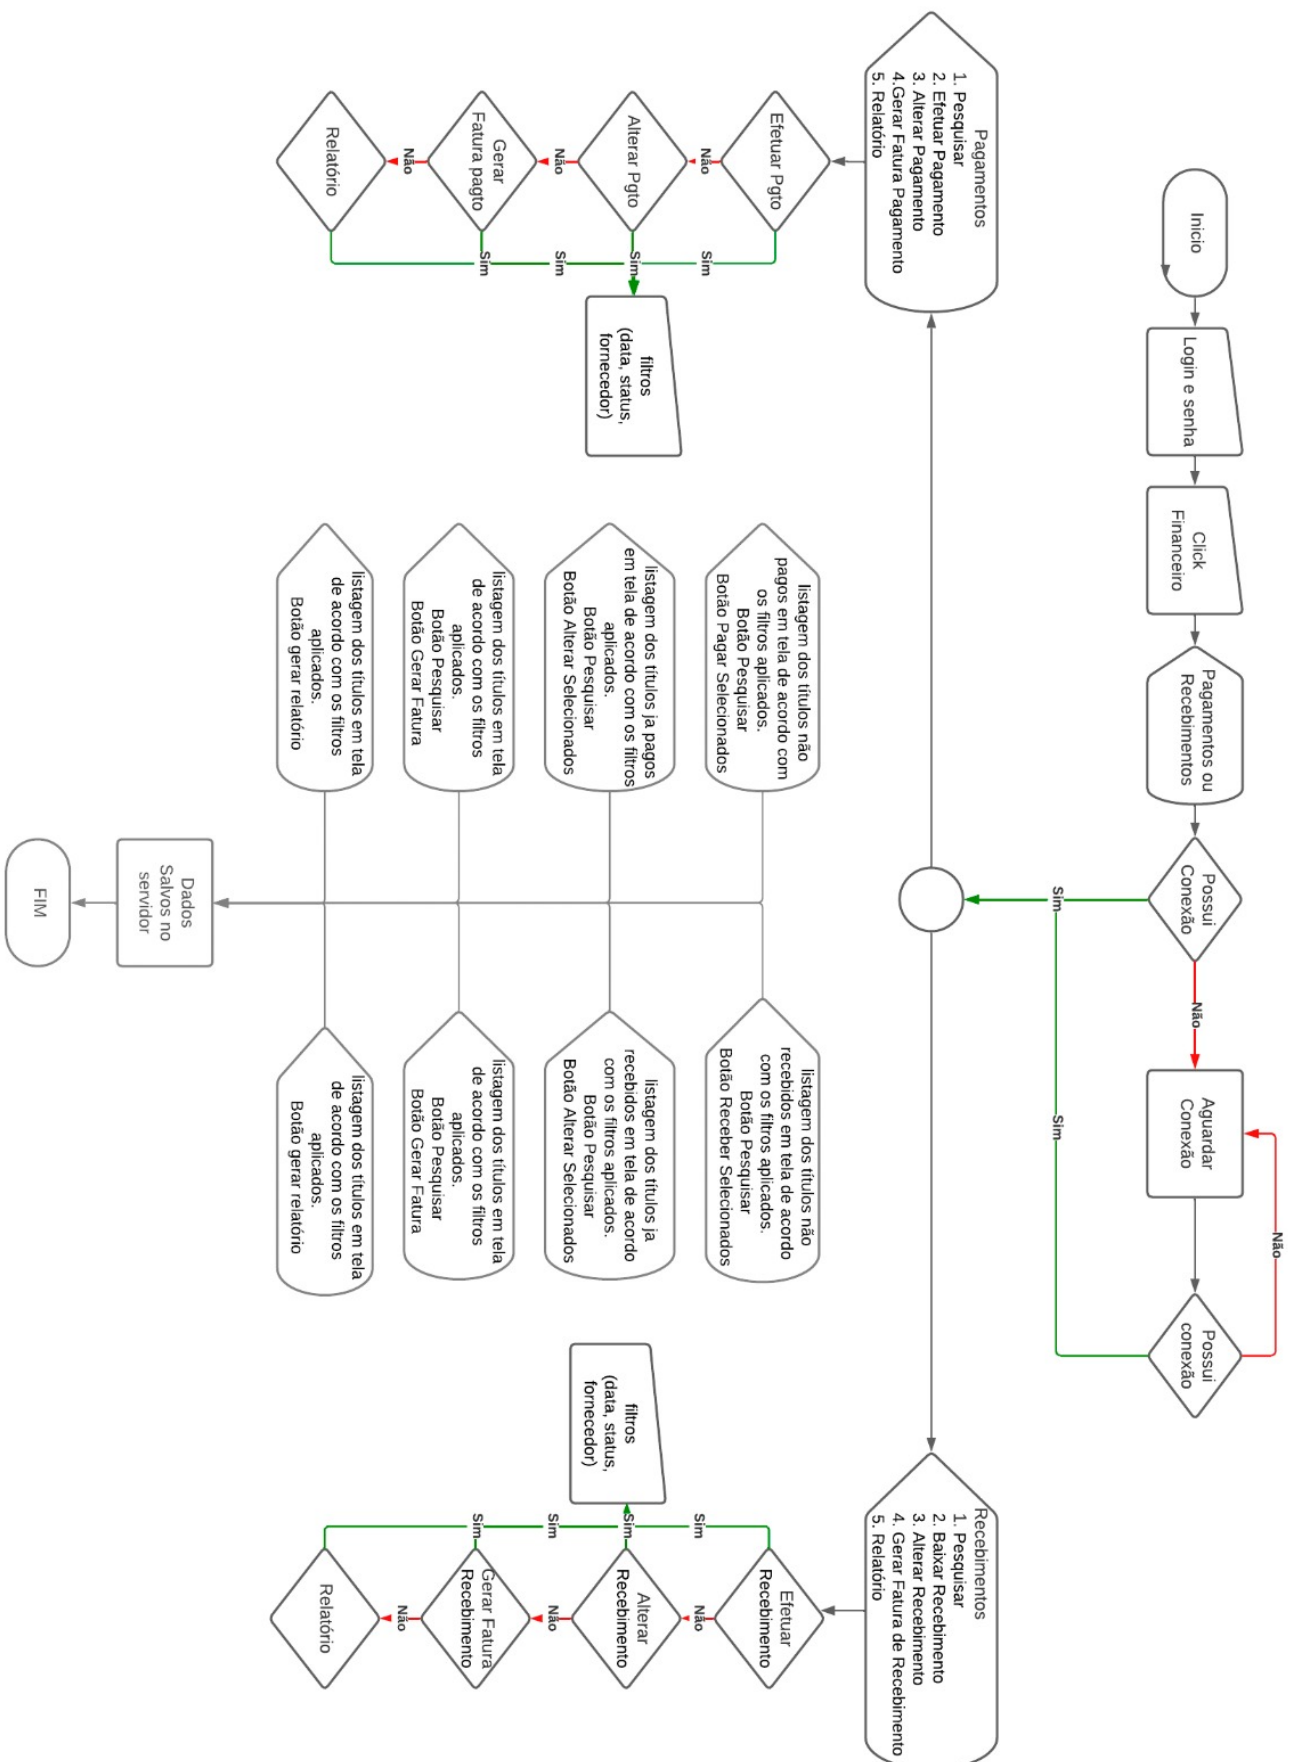 Inicio
Login e senha
Click
Financeiro
Pagamentos ou
Recebimentos
Possui
Conexão
Não
Aguardar
Conexão
Possui
conexão
Não
Sim
Sim
Pagamentos
1. Pesquisar
2. Efetuar Pagamento
3. Alterar Pagamento
4.Gerar Fatura Pagamento
5. Relatório
Recebimentos
1. Pesquisar
2. Baixar Recebimento
3. Alterar Recebimento
4. Gerar Fatura de Recebimento
5. Relatório
Efetuar Pgto
Não
Sim
Alterar Pgto
Sim
Não
Sim
Gerar
Fatura pagto
Sim
Não
Relatório
filtros
(data, status,
fornecedor)
listagem dos títulos não
pagos em tela de acordo com
os filtros aplicados.
Botão Pesquisar
Botão Pagar Selecionados
listagem dos títulos ja pagos
em tela de acordo com os filtros
aplicados.
Botão Pesquisar
Botão Alterar Selecionados
listagem dos títulos em tela
de acordo com os filtros
aplicados.
Botão Pesquisar
Botão Gerar Fatura
listagem dos títulos em tela
de acordo com os filtros
aplicados.
Botão gerar relatório
listagem dos títulos não
recebidos em tela de acordo
com os filtros aplicados.
Botão Pesquisar
Botão Receber Selecionados
listagem dos títulos ja
recebidos em tela de acordo
com os filtros aplicados.
Botão Pesquisar
Botão Alterar Selecionados
listagem dos títulos em tela
de acordo com os filtros
aplicados.
Botão Pesquisar
Botão Gerar Fatura
listagem dos títulos em tela
de acordo com os filtros
aplicados.
Botão gerar relatório
filtros
(data, status,
fornecedor)
Efetuar
Recebimento
Sim
Não
Alterar
Recebimento
Sim
Sim
Não
Gerar Fatura
Recebimento
Sim
Não
Relatório
Dados
Salvos no
servidor
FIM